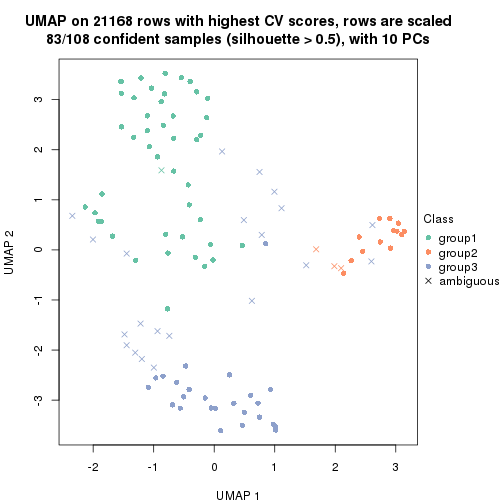 UMAP on 21168 rows with highest CV scores, rows are scaled
83/108 confident samples (silhouette > 0.5), with 10 PCs
3
2
1
0
-1
-2
-3
UMAP 2
-2
-1
0
1
2
3
UMAP 1
Class
group1
group2
group3
ambiguous